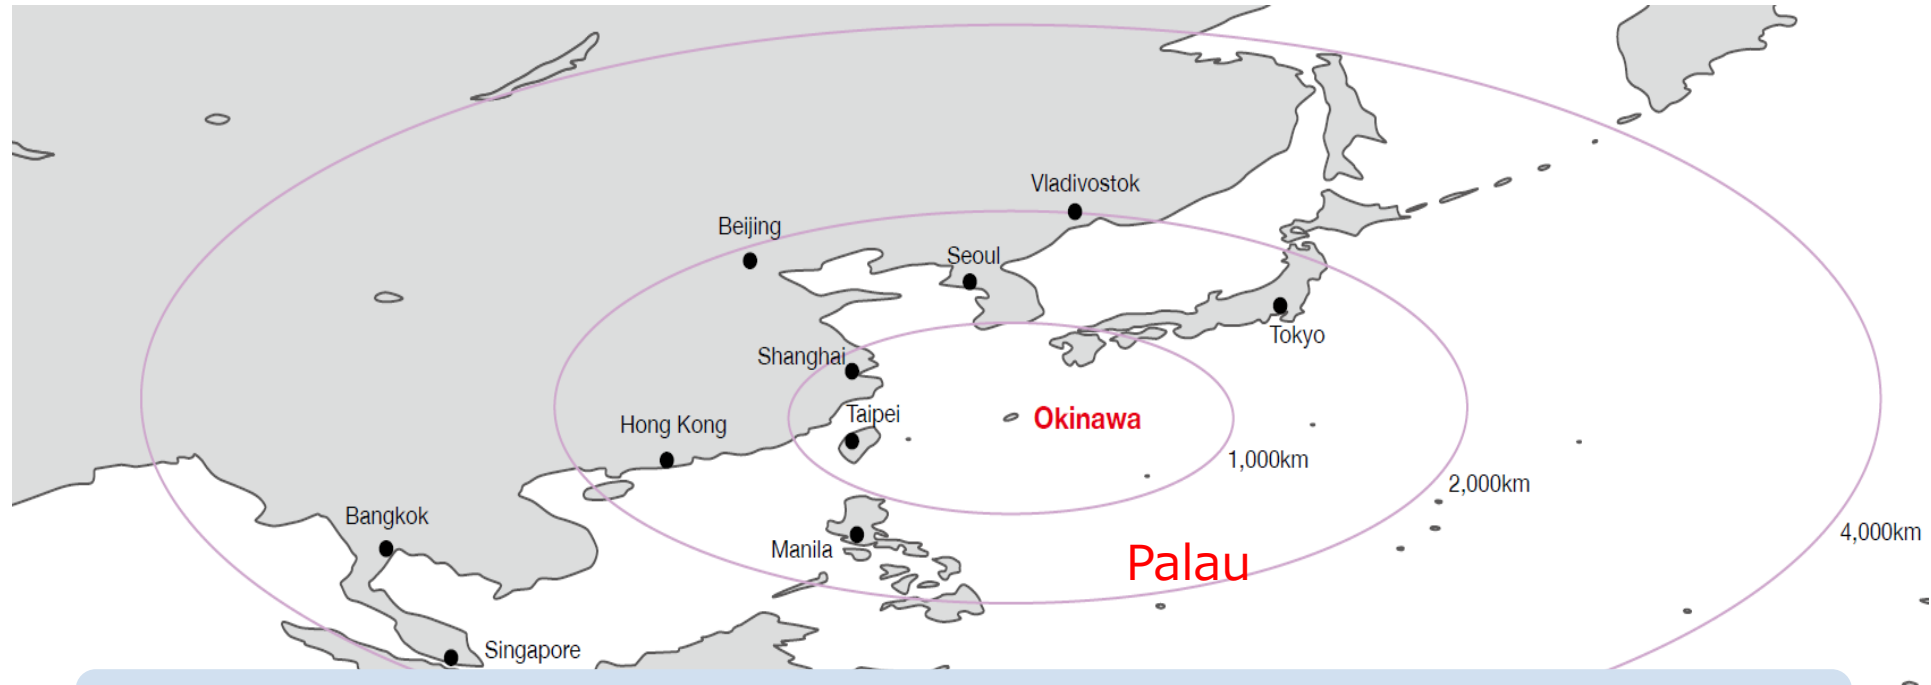 Vladivostok
Beijing
Seoul
Tokyo
Shanghai
Taipei
Okinawa
Hong Kong
1,000km
2,000km
Bangkok
4,000km
Manila
Palau
Singapore